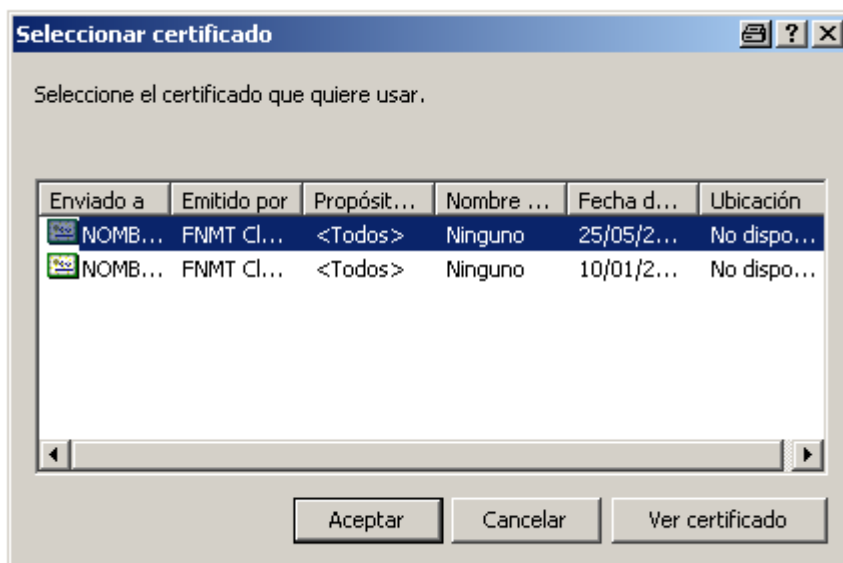 Seleccionar certificado
Seleccione el certificado que quiere usar.
Enviado a Emitido por Propósit... Nombre ... Fecha d... Ubicación
NOMB... FNMT Cl... <Todos> Ninguno 25/05/2... No dispo...
NOMB... FNMT Cl... <Todos> Ninguno 10/01/2... No dispo...
Aceptar Cancelar Ver certificado